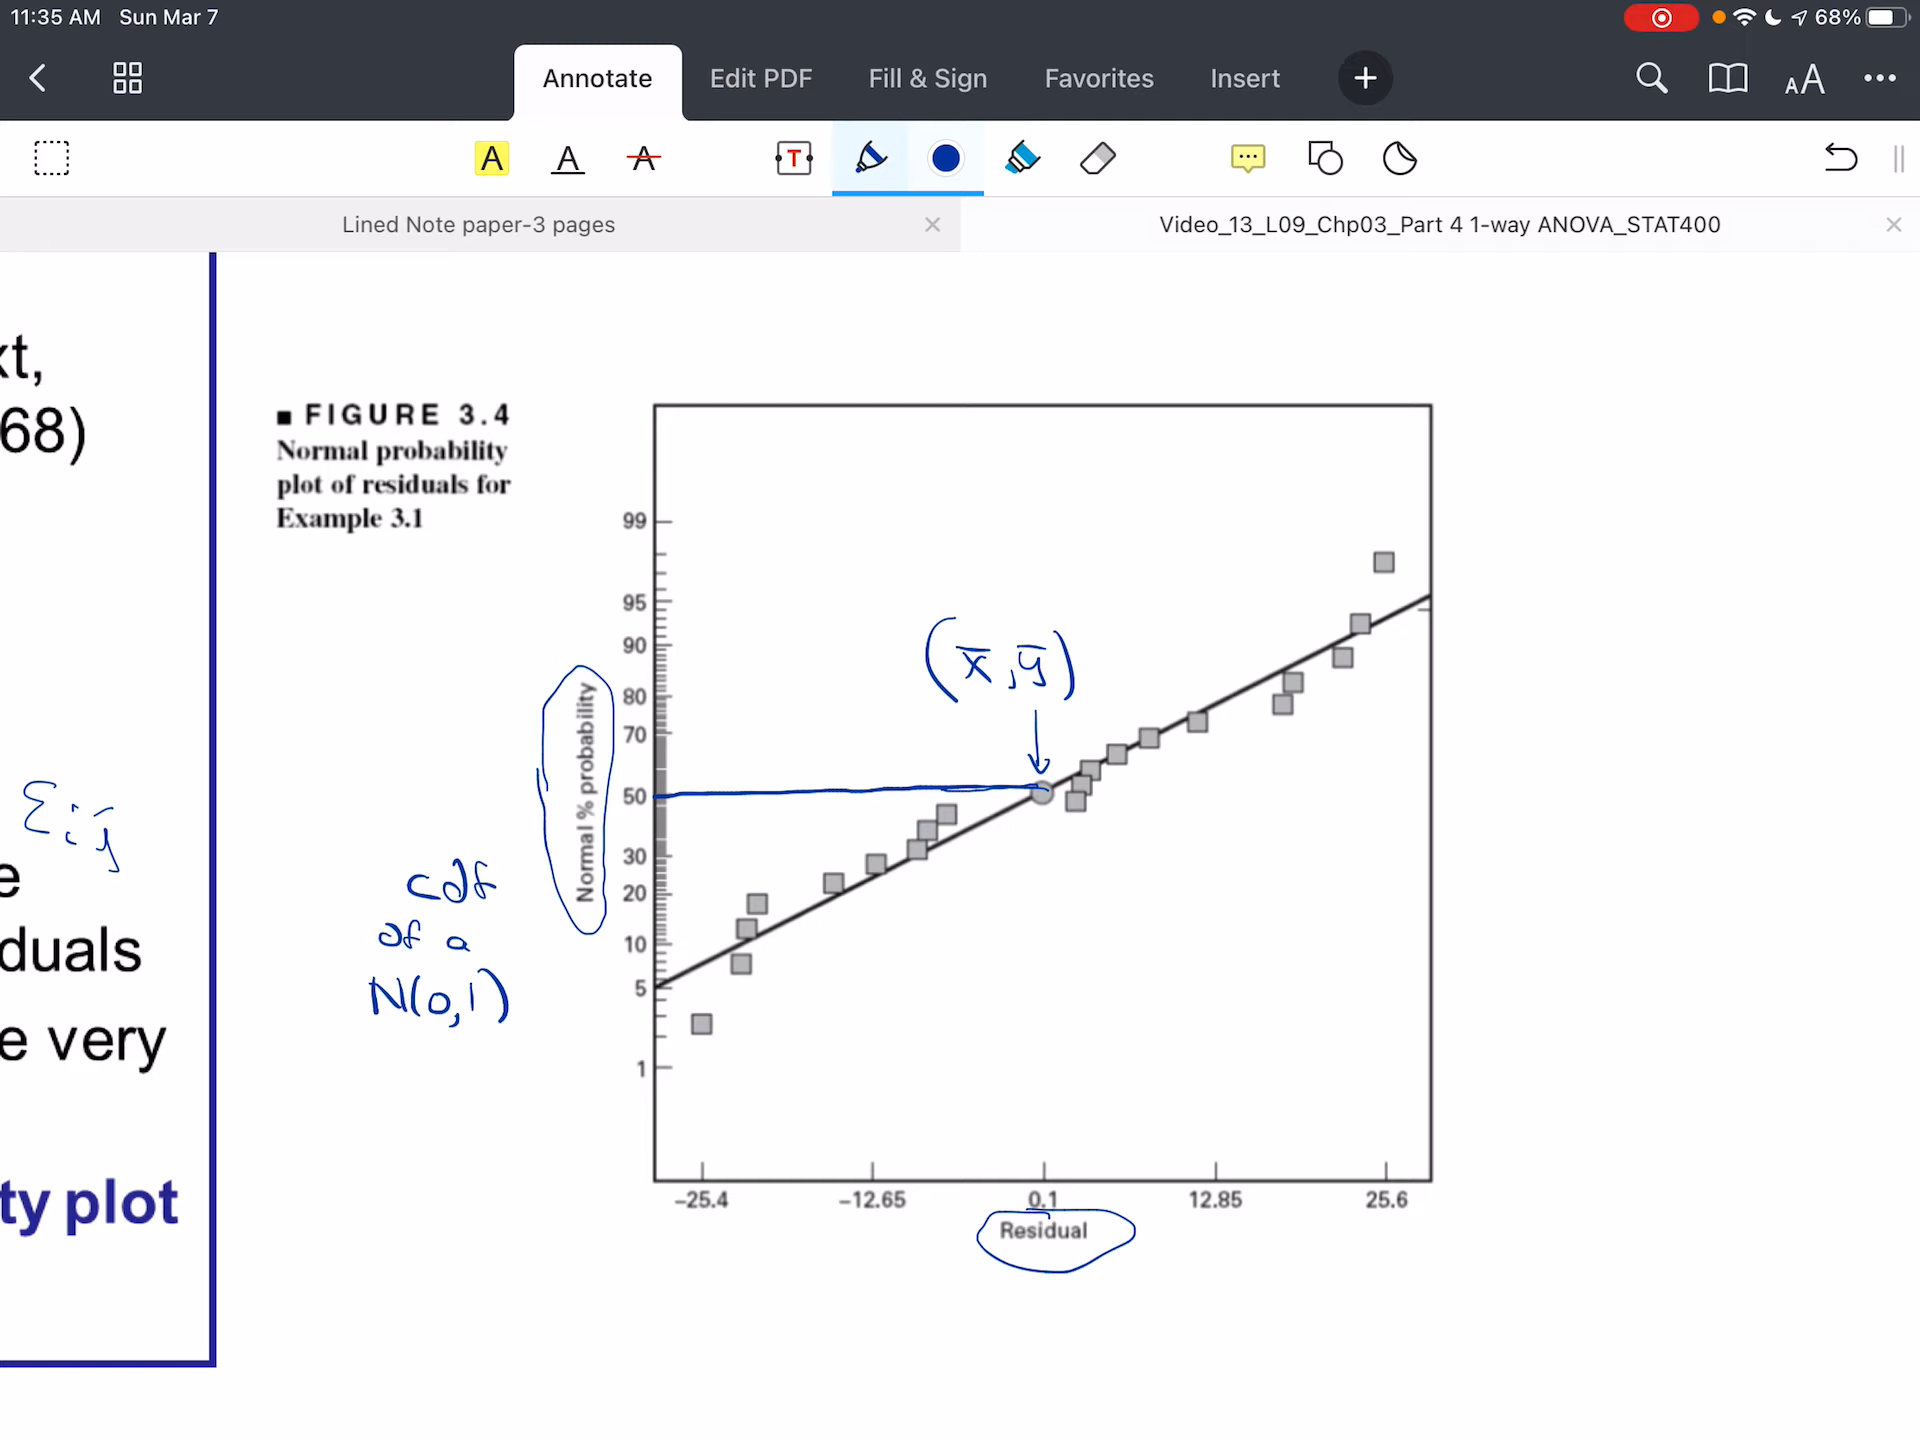 11:35 AM Sun Mar 7
68%
Annotate Edit PDF Fill & Sign Favorites Insert
AA
A A A T
Lined Note paper-3 pages
Video_13_L09_Chp03_Part 4 1-way ANOVA_STAT400
xt,
68)
εij
e
duals
e very
ty plot
■ FIGURE 3.4
Normal probability
plot of residuals for
Example 3.1
cdf
of a
N(0,1)
Normal % probability
99
95
90
80
70
50
30
20
10
5
1
(x̄,ȳ)
−25.4 −12.65 0.1 12.85 25.6
Residual